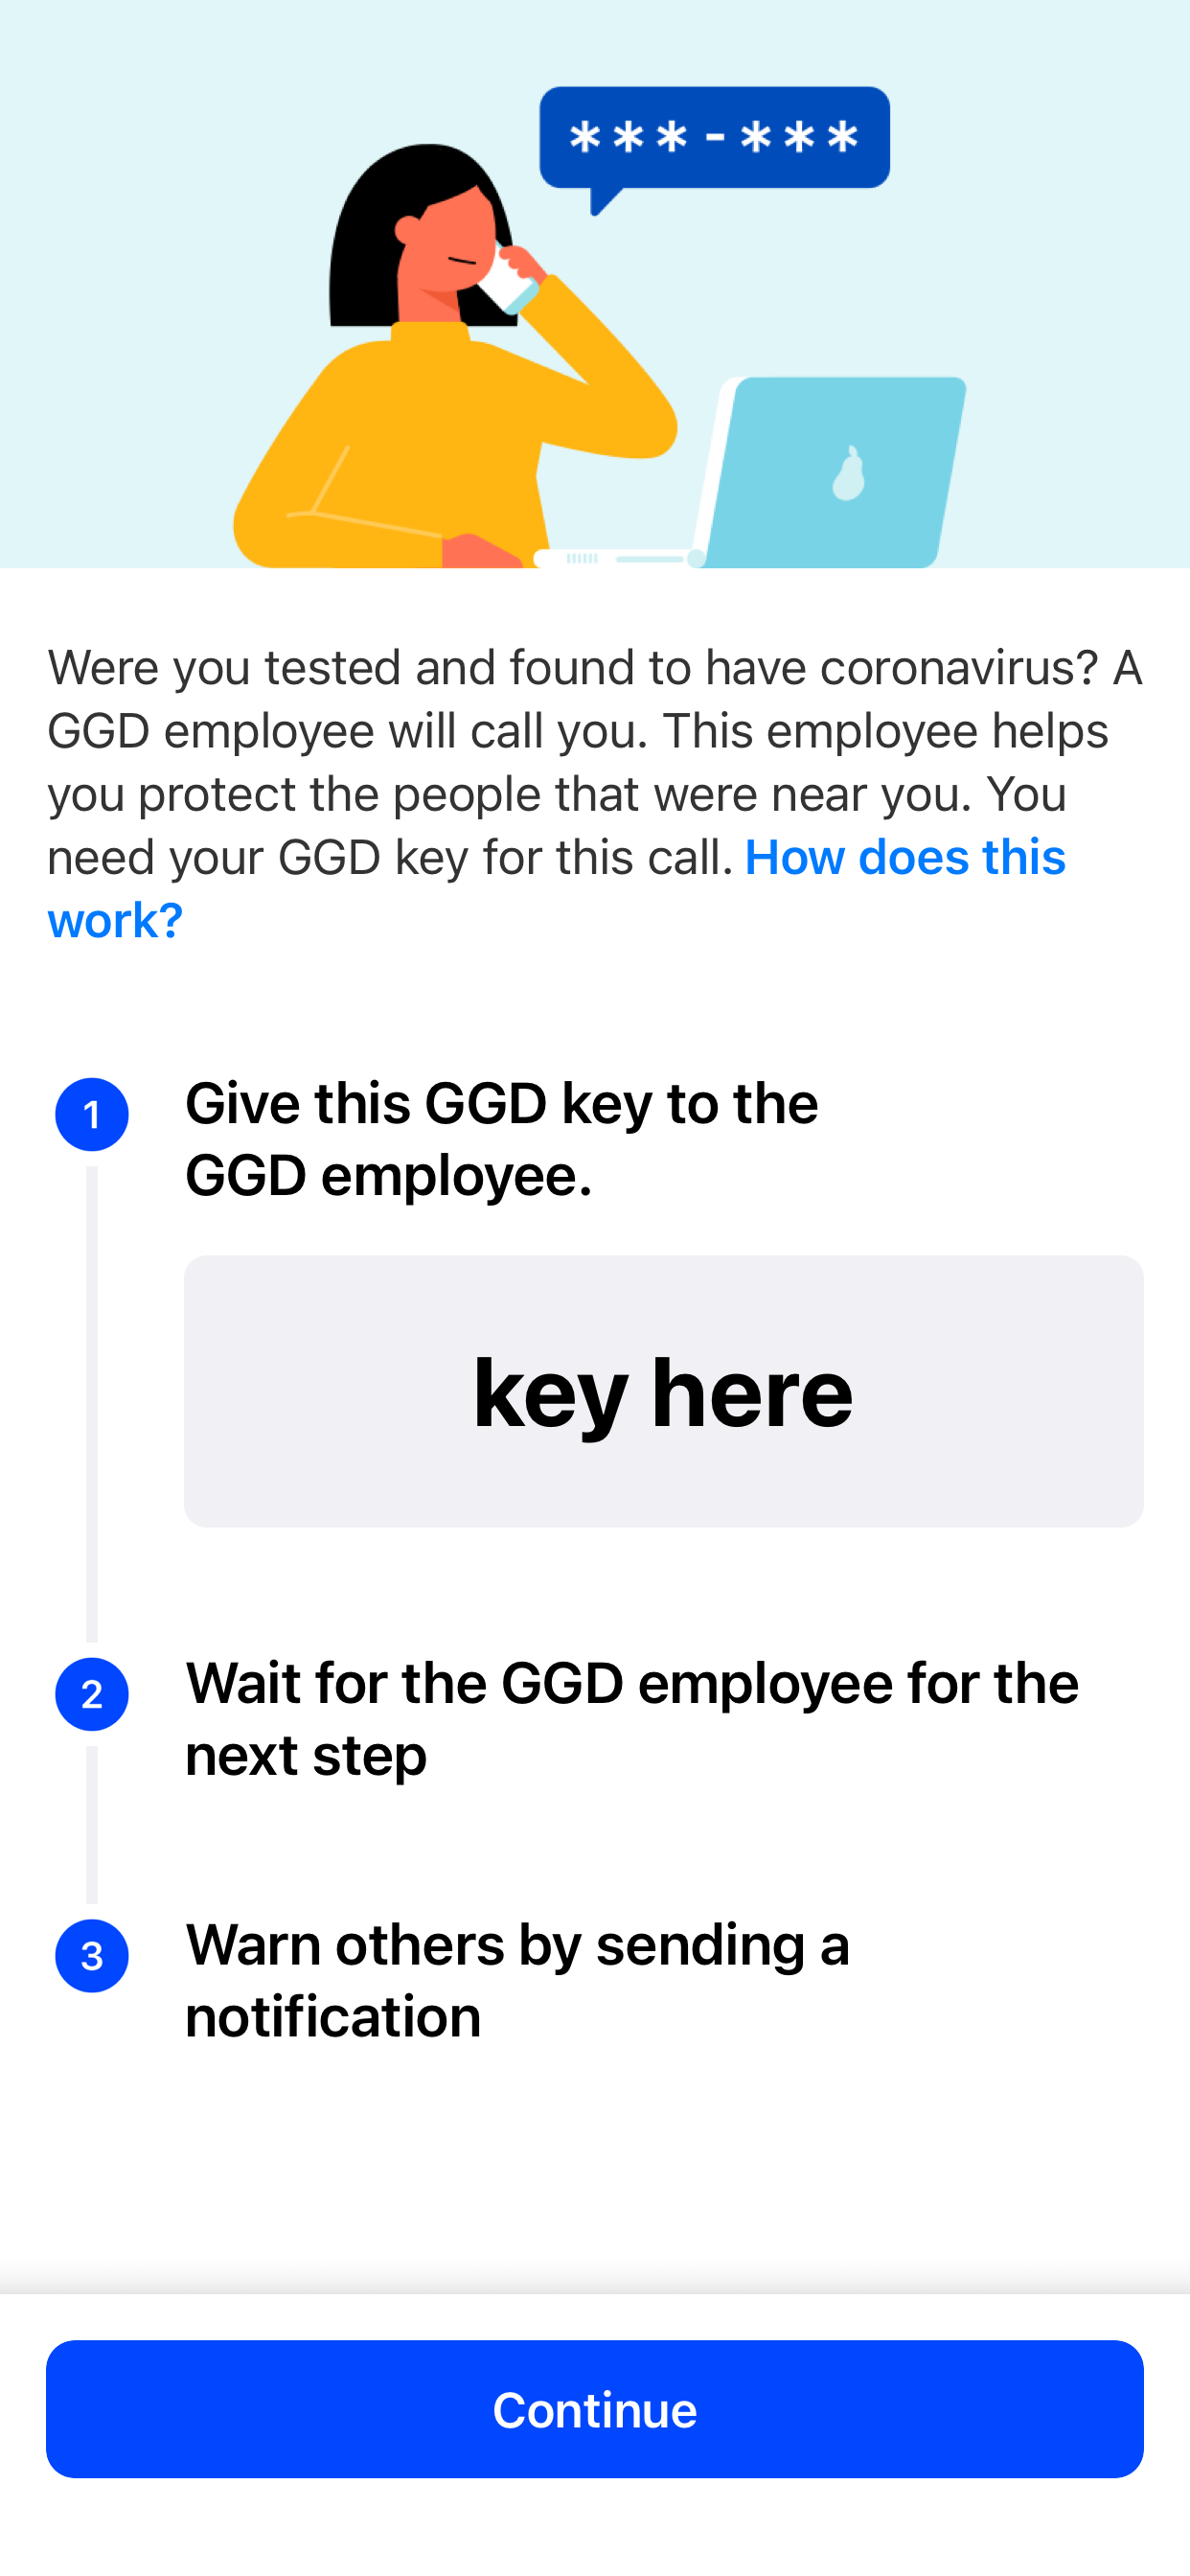 ***-***
Were you tested and found to have coronavirus? A
GGD employee will call you. This employee helps
you protect the people that were near you. You
need your GGD key for this call. How does this
work?
1
Give this GGD key to the
GGD employee.
key here
2
Wait for the GGD employee for the
next step
3
Warn others by sending a
notification
Continue